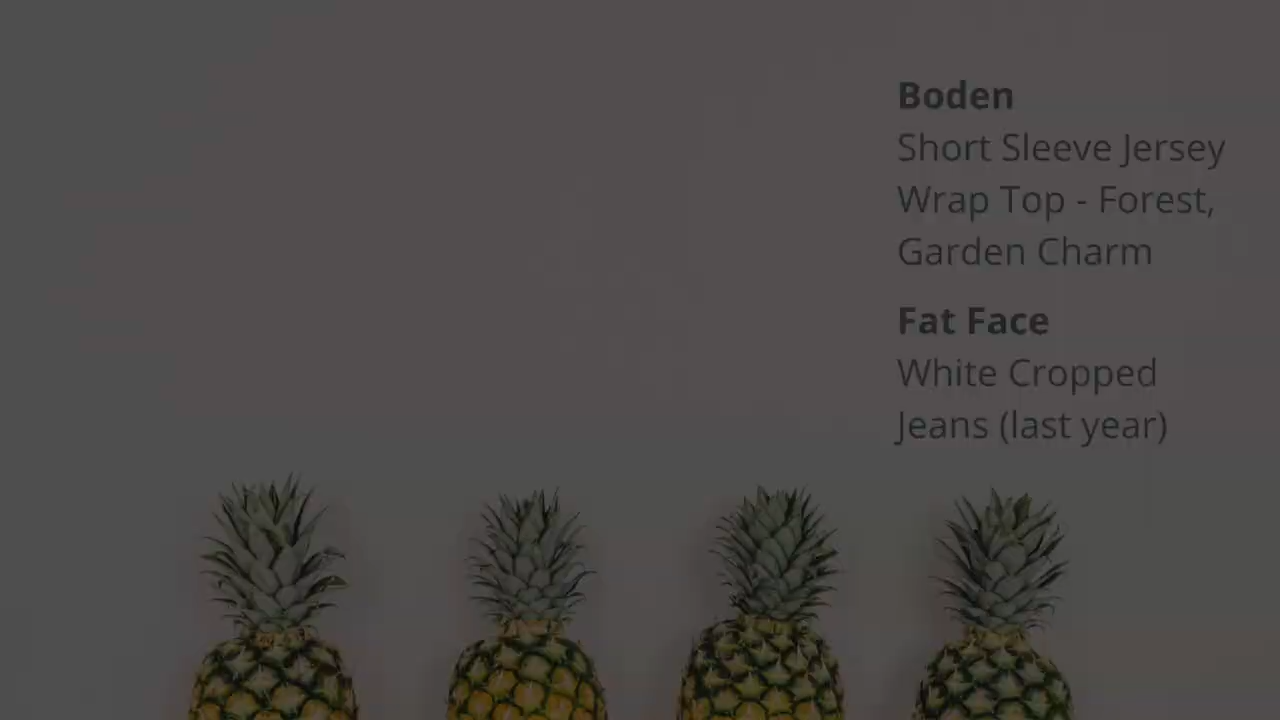 Boden
Short Sleeve Jersey
Wrap Top - Forest,
Garden Charm
Fat Face
White Cropped
Jeans (last year)